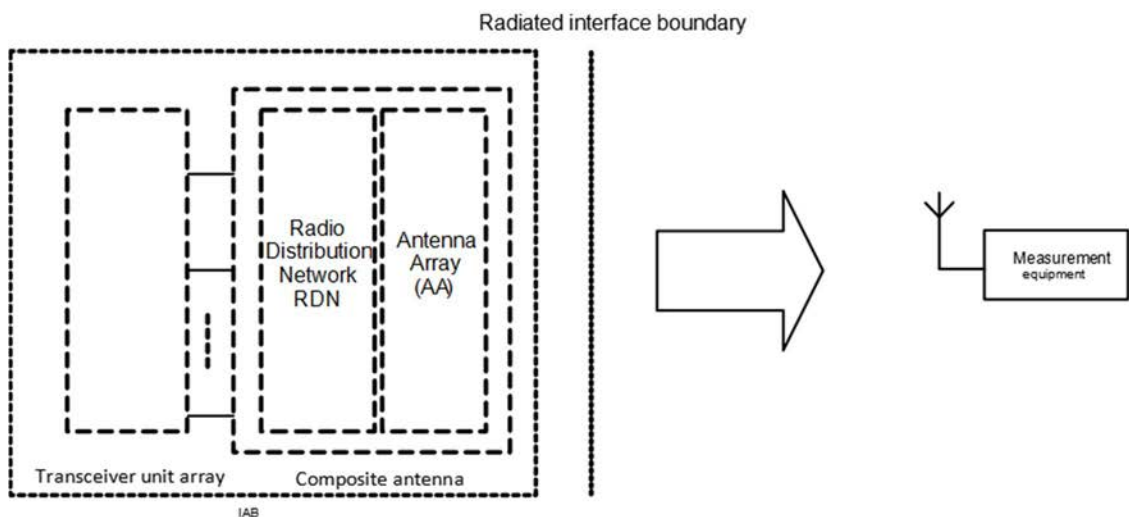 Radiated interface boundary
Radio
Distribution
Network
RDN
Antenna
Array
(AA)
Measurement
equipment
Transceiver unit array
Composite antenna
IAB